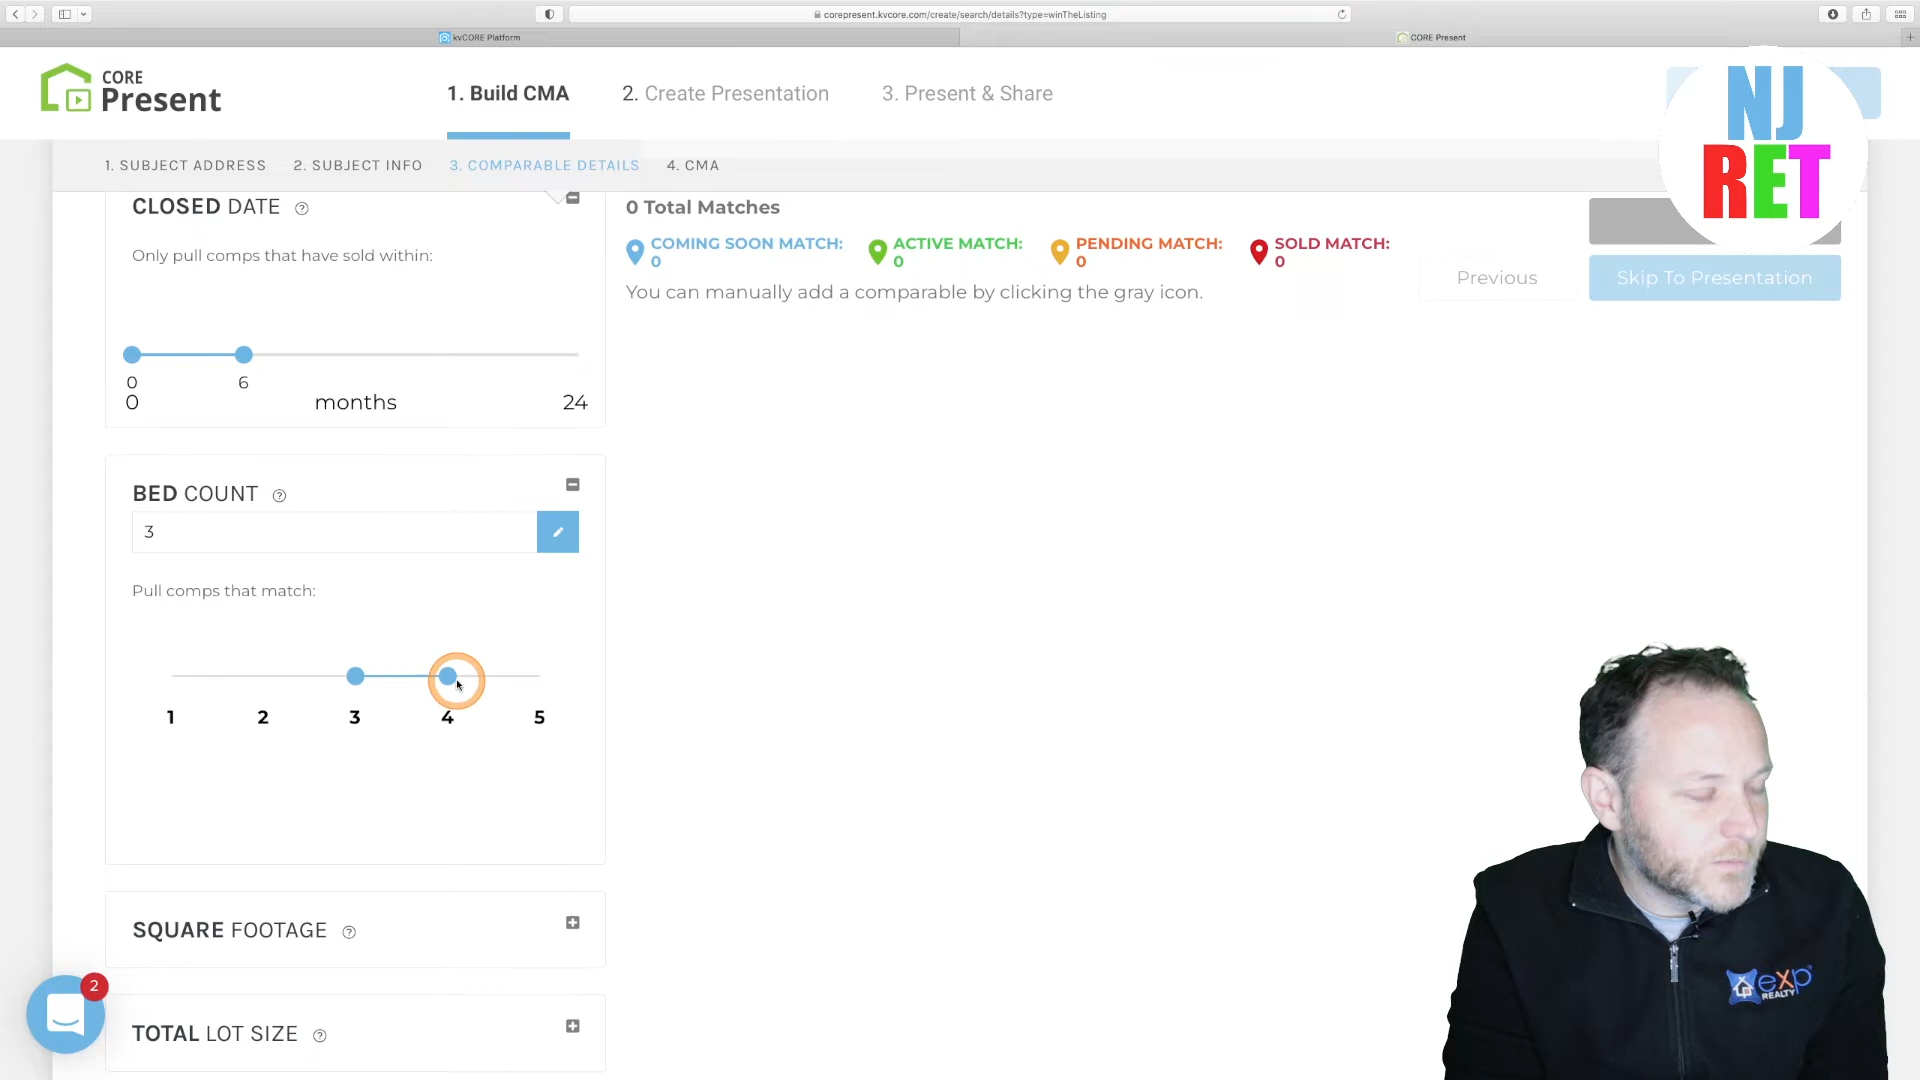 corepresent.kvcore.com/create/search/details?type=winTheListing
kvCORE Platform
CORE Present
CORE
Present
1. Build CMA
2. Create Presentation
3. Present & Share
NJ
RET
1. SUBJECT ADDRESS
2. SUBJECT INFO
3. COMPARABLE DETAILS
4. CMA
CLOSED DATE
?
Only pull comps that have sold within:
0
6
0
months
24
0 Total Matches
COMING SOON MATCH:
0
ACTIVE MATCH:
0
PENDING MATCH:
0
SOLD MATCH:
0
You can manually add a comparable by clicking the gray icon.
Previous
Skip To Presentation
BED COUNT
?
3
Pull comps that match:
1
2
3
4
5
SQUARE FOOTAGE
?
TOTAL LOT SIZE
?
2
eXp
REALTY